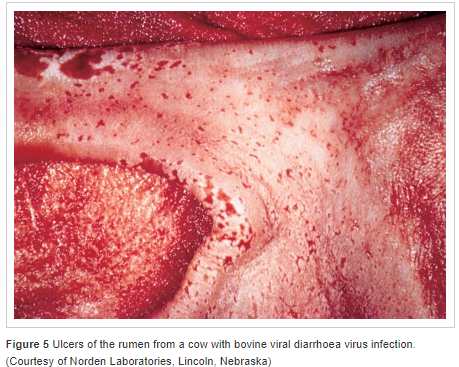 Figure 5 Ulcers of the rumen from a cow with bovine viral diarrhoea virus infection.
(Courtesy of Norden Laboratories, Lincoln, Nebraska)